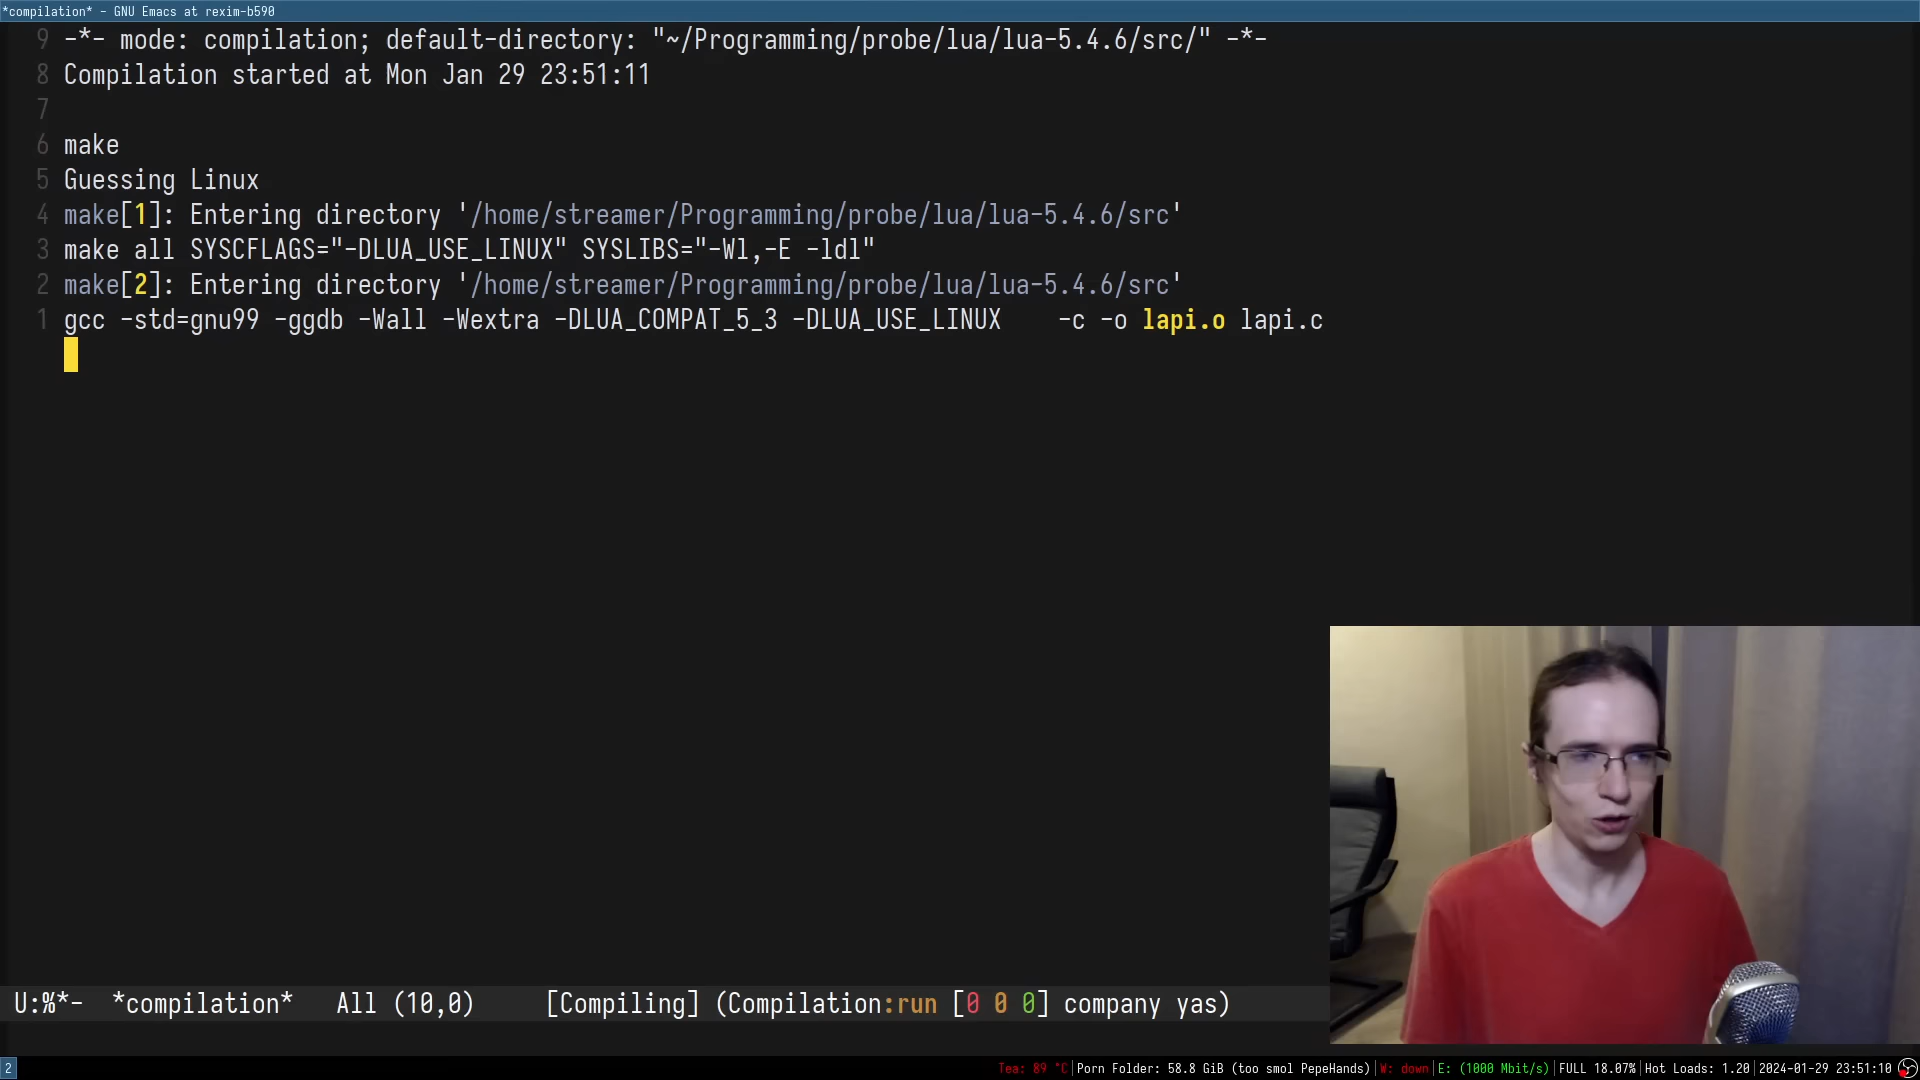 *compilation* - GNU Emacs at rexim-b590
9 -*- mode: compilation; default-directory: "~/Programming/probe/lua/lua-5.4.6/src/" -*-
8 Compilation started at Mon Jan 29 23:51:11
7
6 make
5 Guessing Linux
4 make[1]: Entering directory '/home/streamer/Programming/probe/lua/lua-5.4.6/src'
3 make all SYSCFLAGS="-DLUA_USE_LINUX" SYSLIBS="-Wl,-E -ldl"
2 make[2]: Entering directory '/home/streamer/Programming/probe/lua/lua-5.4.6/src'
1 gcc -std=gnu99 -ggdb -Wall -Wextra -DLUA_COMPAT_5_3 -DLUA_USE_LINUX    -c -o lapi.o lapi.c
U:%*-  *compilation*   All (10,0)     [Compiling] (Compilation:run [0 0 0] company yas)
2 Tea: 89 °C|Porn Folder: 58.8 GiB (too smol PepeHands)|W: down|E: (1000 Mbit/s)|FULL 18.07%|Hot Loads: 1.20|2024-01-29 23:51:10